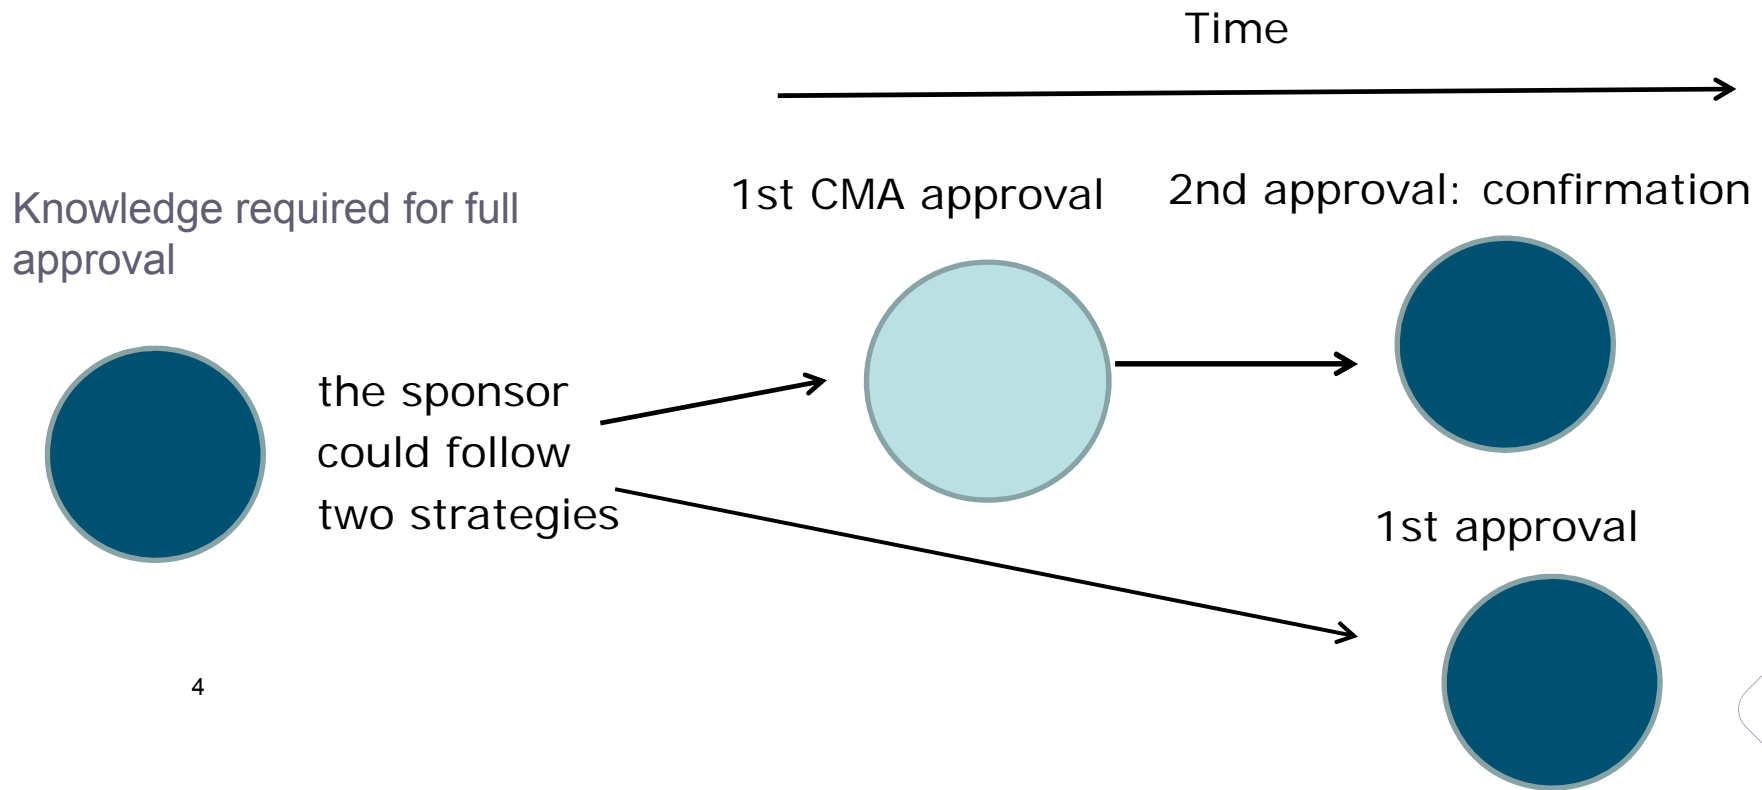 Time
Knowledge required for full
approval
1st CMA approval
2nd approval: confirmation
the sponsor
could follow
two strategies
1st approval
4